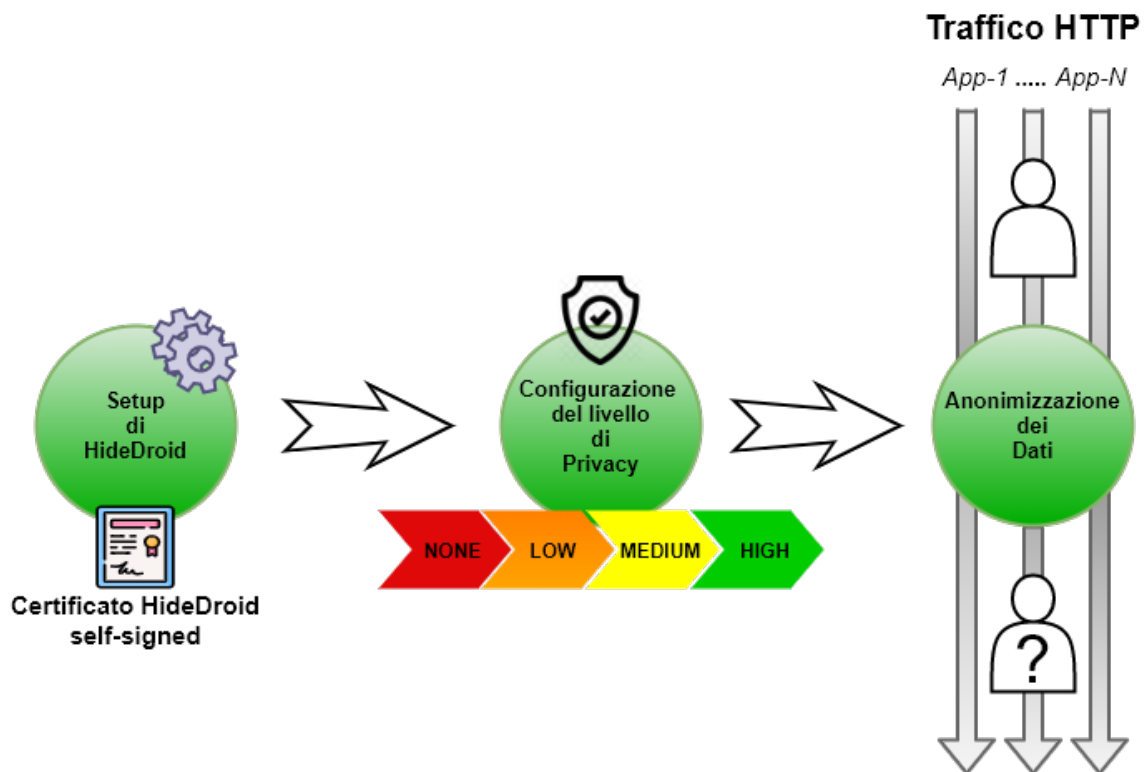 Traffico HTTP
App-1 ..... App-N
Setup
di
HideDroid
Certificato HideDroid
self-signed
Configurazione
del livello
di
Privacy
NONE
LOW
MEDIUM
HIGH
Anonimizzazione
dei
Dati
?